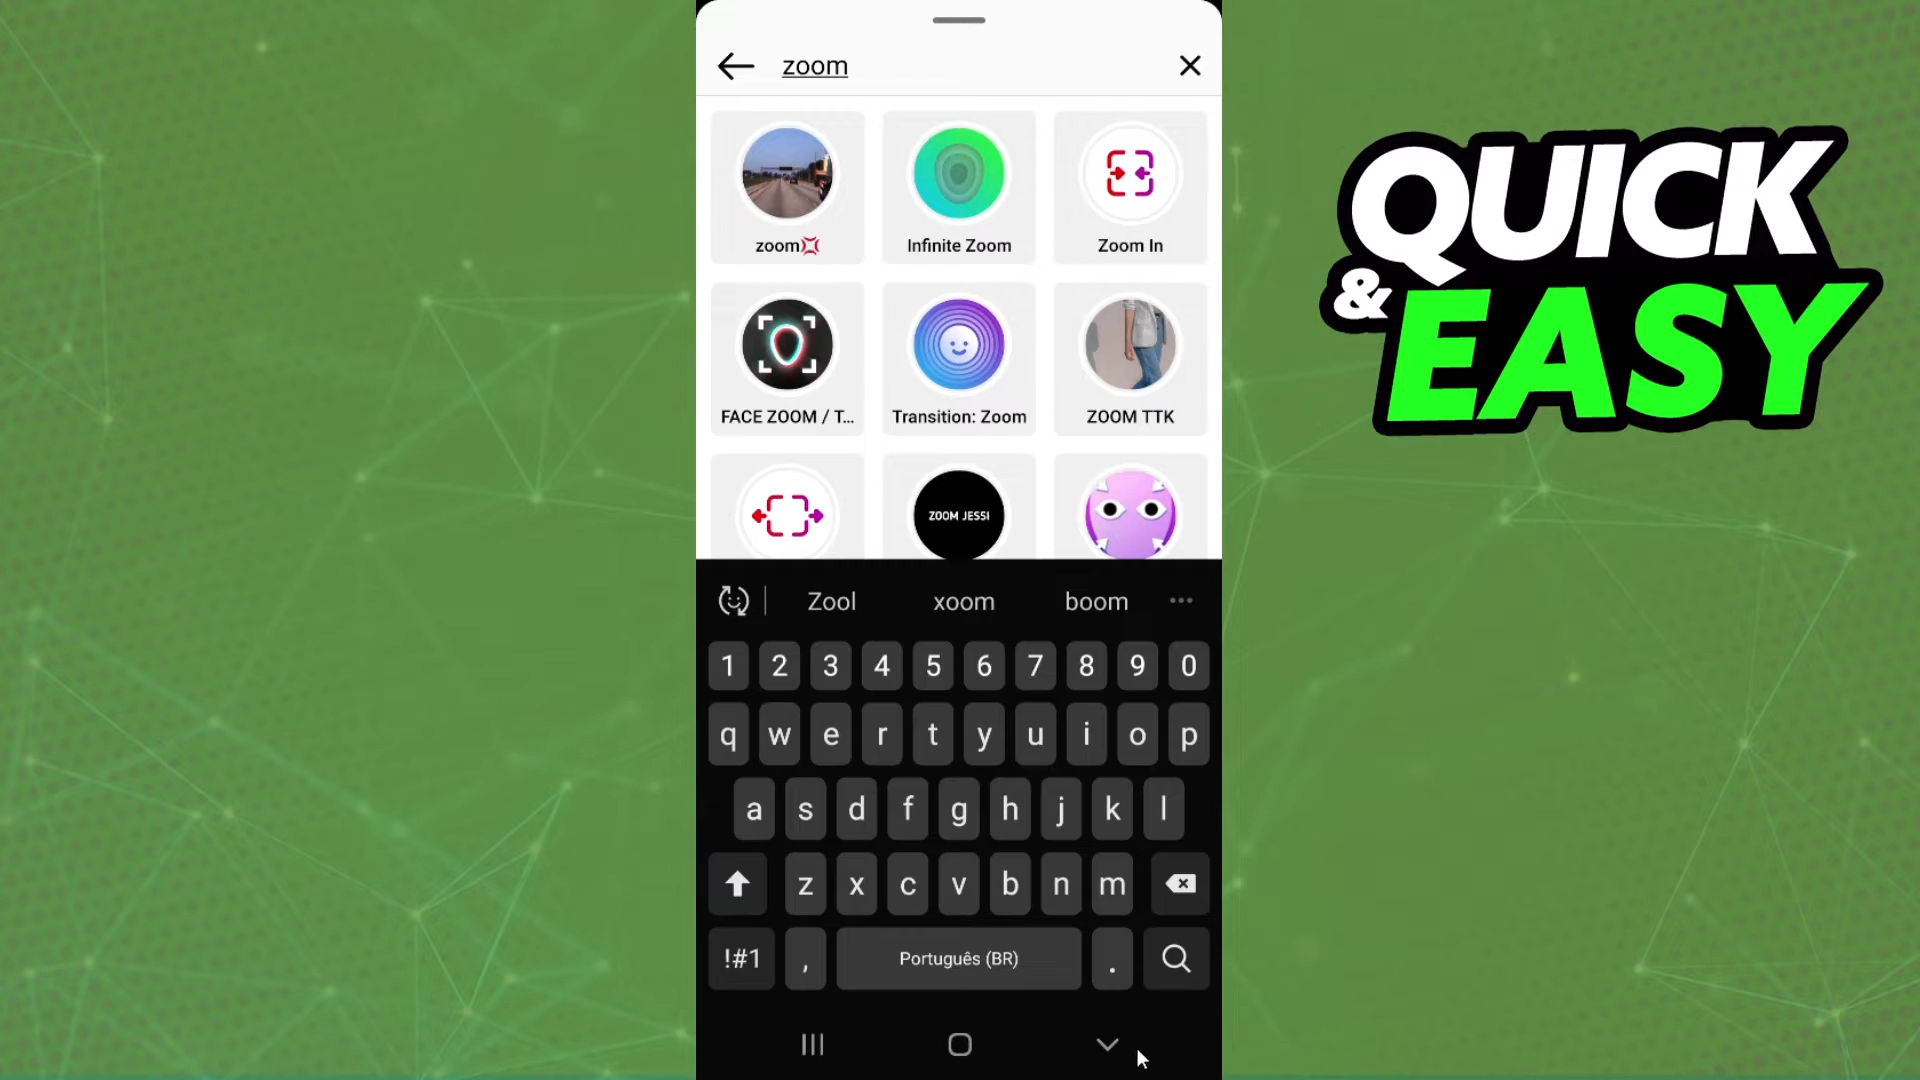 zoom
zoom💢
Infinite Zoom
Zoom In
FACE ZOOM / T...
Transition: Zoom
ZOOM TTK
ZOOM JESSI
Zool
xoom
boom
1 2 3 4 5 6 7 8 9 0
q w e r t y u i o p
a s d f g h j k l
z x c v b n m
!#1 , Português (BR) .
QUICK
&
EASY